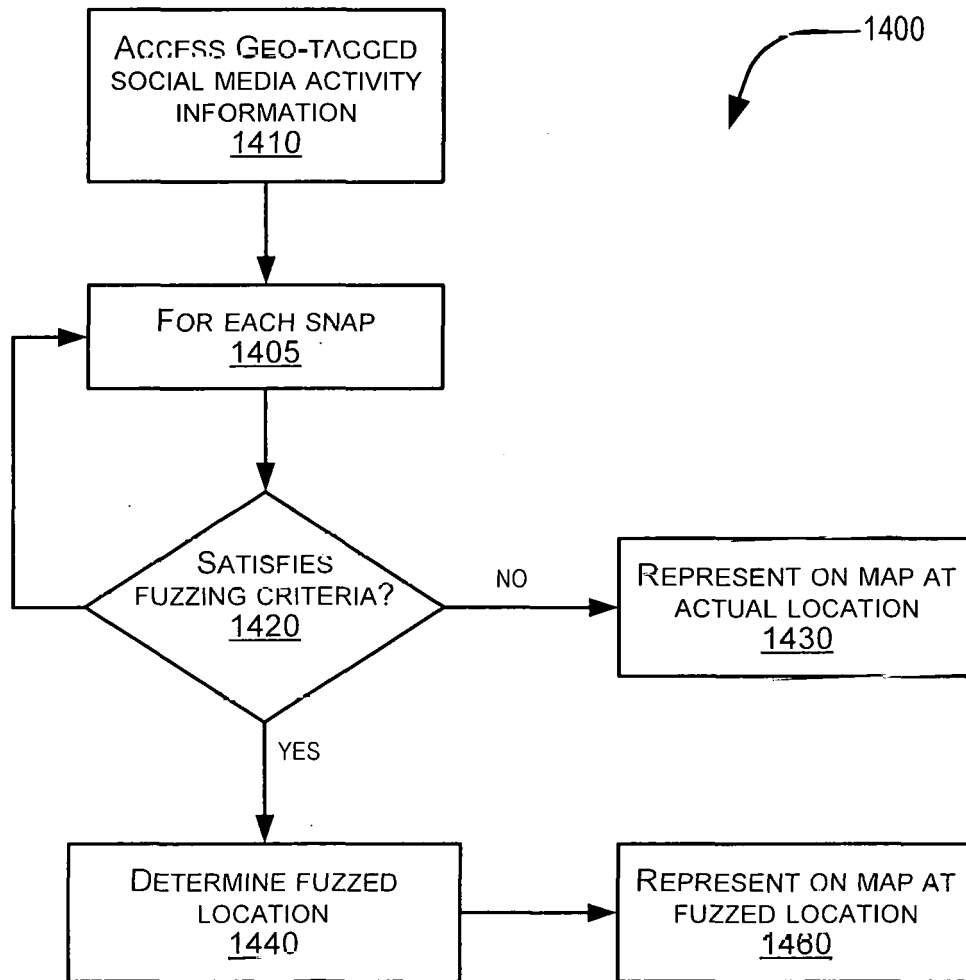 ACCESS GEO-TAGGED
SOCIAL MEDIA ACTIVITY
INFORMATION
1410
1400
FOR EACH SNAP
1405
SATISFIES
FUZZING CRITERIA?
1420
NO
REPRESENT ON MAP AT
ACTUAL LOCATION
1430
YES
DETERMINE FUZZED
LOCATION
1440
REPRESENT ON MAP AT
FUZZED LOCATION
1460